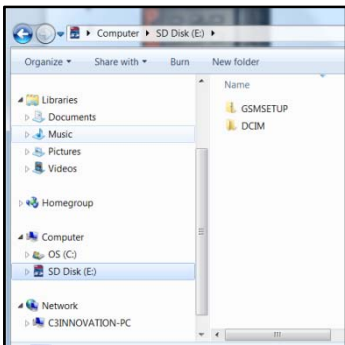 Computer ▸ SD Disk (E:) ▸
Organize ▾ Share with ▾ Burn New folder
Name
Libraries
Documents
Music
Pictures
Videos
Homegroup
Computer
OS (C:)
SD Disk (E:)
Network
C3INNOVATION-PC
GSMSETUP
DCIM